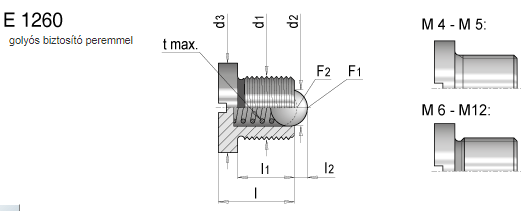 E 1260
golyós biztosító peremmel
d3
d1
d2
t max.
F2
F1
l1
l2
l
M 4 - M 5:
M 6 - M12: